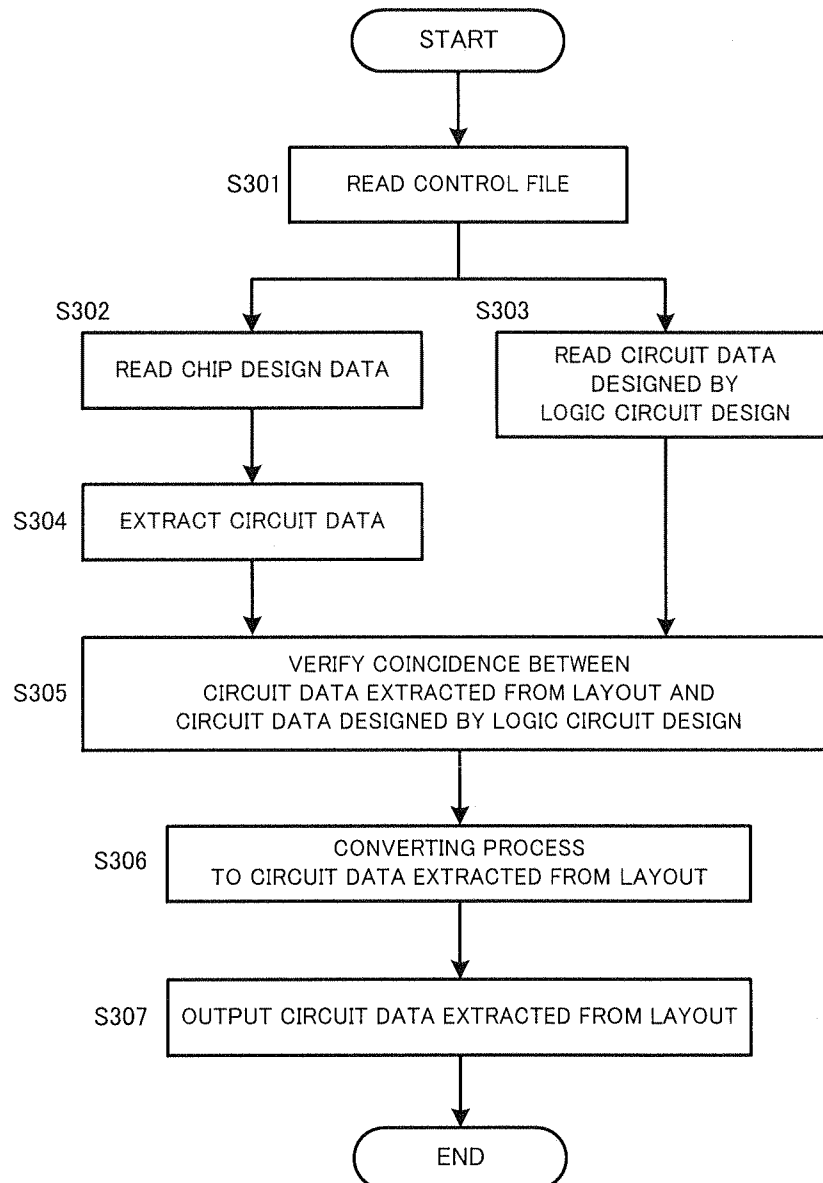 START
S301
READ CONTROL FILE
S302
READ CHIP DESIGN DATA
S303
READ CIRCUIT DATA
DESIGNED BY
LOGIC CIRCUIT DESIGN
S304
EXTRACT CIRCUIT DATA
S305
VERIFY COINCIDENCE BETWEEN
CIRCUIT DATA EXTRACTED FROM LAYOUT AND
CIRCUIT DATA DESIGNED BY LOGIC CIRCUIT DESIGN
S306
CONVERTING PROCESS
TO CIRCUIT DATA EXTRACTED FROM LAYOUT
S307
OUTPUT CIRCUIT DATA EXTRACTED FROM LAYOUT
END